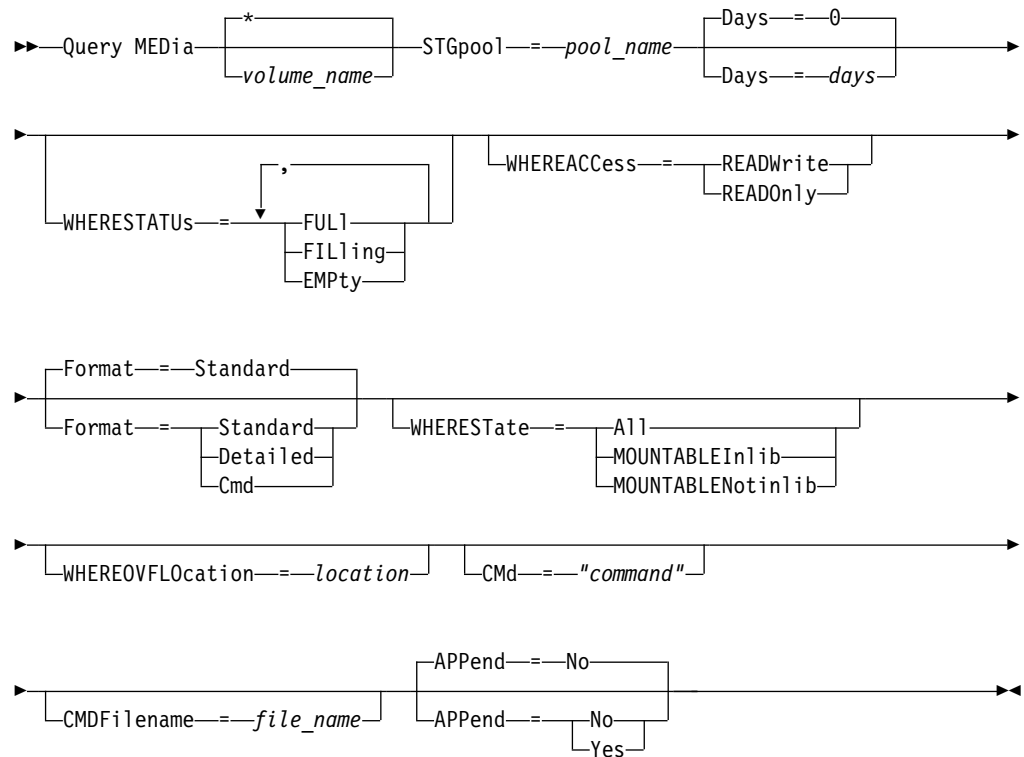 *
Query MEDia volume_name STGpool = pool_name Days = 0
Days = days
WHERESTATUs = , FULl
FILling
EMPty
WHEREACCess = READWrite
READOnly
Format = Standard
Format = Standard
Detailed
Cmd
WHERESTate = All
MOUNTABLEInlib
MOUNTABLENotinlib
WHEREOVFLOcation = location CMd = "command"
CMDFilename = file_name APPend = No
APPend = No
Yes